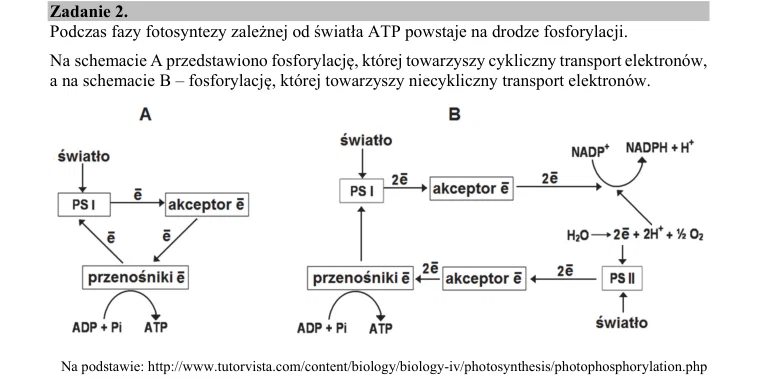 Zadanie 2.
Podczas fazy fotosyntezy zależnej od światła ATP powstaje na drodze fosforylacji.
Na schemacie A przedstawiono fosforylację, której towarzyszy cykliczny transport elektronów,
a na schemacie B – fosforylację, której towarzyszy niecykliczny transport elektronów.
A
światło
PS I
ē
akceptor ē
ē
ē
przenośniki ē
ADP + Pi
ATP
B
światło
PS I
2ē
akceptor ē
2ē
NADP⁺
NADPH + H⁺
H₂O → 2ē + 2H⁺ + ½ O₂
przenośniki ē
2ē
akceptor ē
2ē
PS II
ADP + Pi
ATP
światło
Na podstawie: http://www.tutorvista.com/content/biology/biology-iv/photosynthesis/photophosphorylation.php